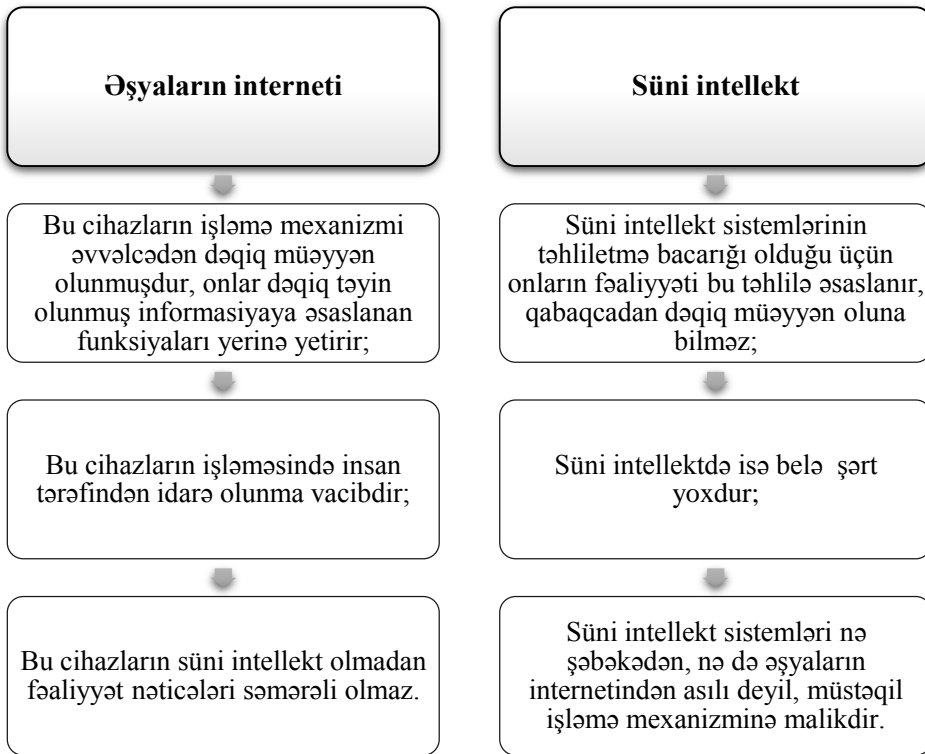 Əşyaların interneti
Bu cihazların işləmə mexanizmi
əvvəlcədən dəqiq müəyyən
olunmuşdur, onlar dəqiq təyin
olunmuş informasiyaya əsaslanan
funksiyaları yerinə yetirir;
Bu cihazların işləməsində insan
tərəfindən idarə olunma vacibdir;
Bu cihazların süni intellekt olmadan
fəaliyyət nəticələri səmərəli olmaz.
Süni intellekt
Süni intellekt sistemlərinin
təhliletmə bacarığı olduğu üçün
onların fəaliyyəti bu təhlilə əsaslanır,
qabaqcadan dəqiq müəyyən oluna
bilməz;
Süni intellektdə isə belə şərt
yoxdur;
Süni intellekt sistemləri nə
şəbəkədən, nə də əşyaların
internetindən asılı deyil, müstəqil
işləmə mexanizminə malikdir.